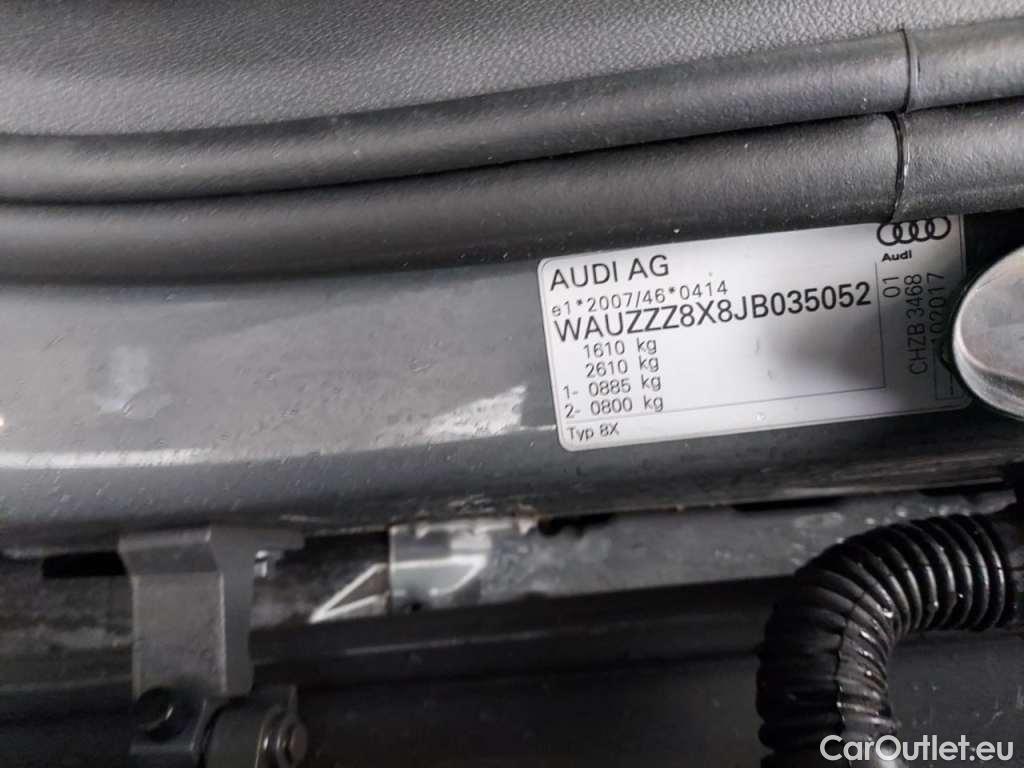 AUDI AG
e1*2007/46*0414
WAUZZZ8X8JB035052
1610 kg
2610 kg
1- 0885 kg
2- 0800 kg
Typ 8X
Audi
01
CHZB 3468
102017
CarOutlet.eu